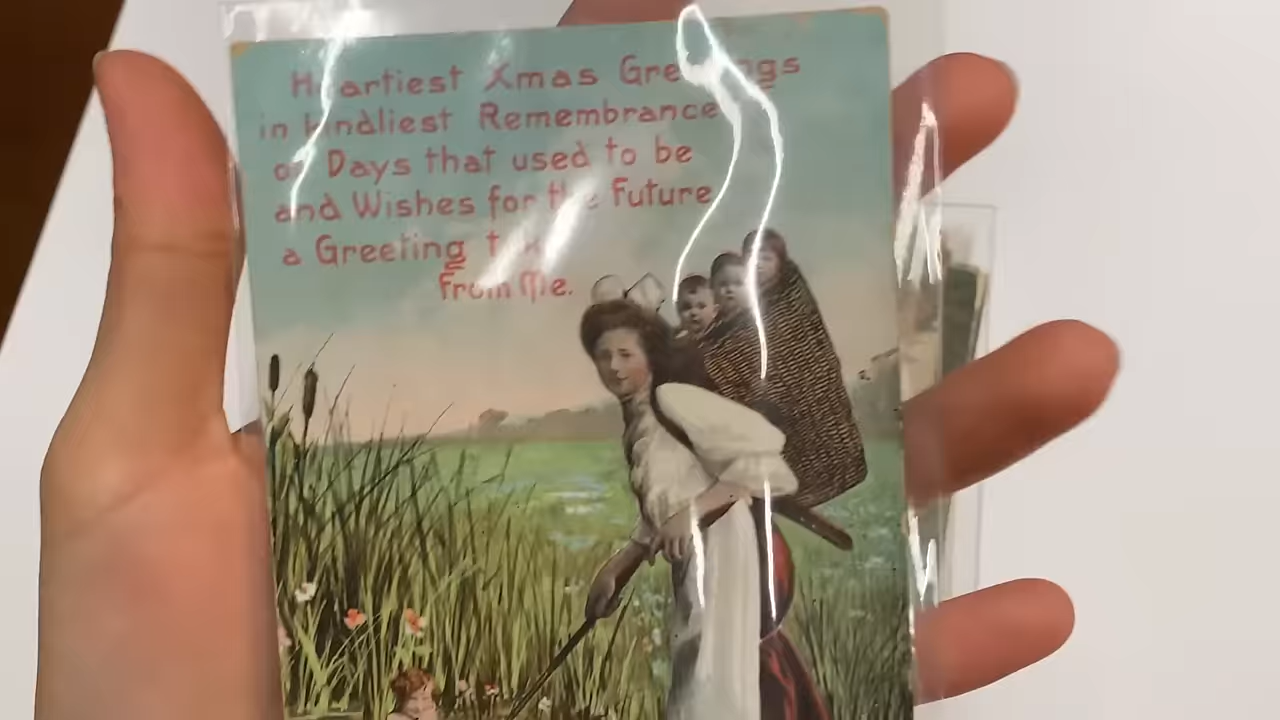 Heartiest Xmas Greetings
in kindliest Remembrance
of Days that used to be
and Wishes for the Future
a Greeting take
from Me.